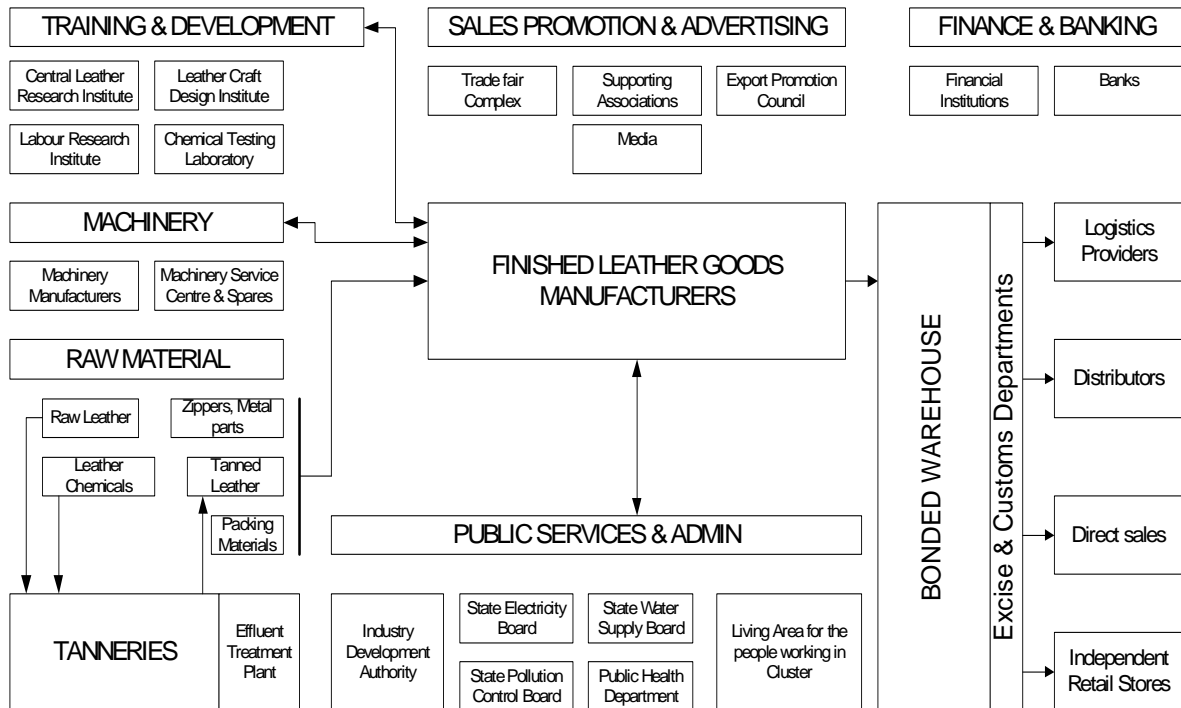 TRAINING & DEVELOPMENT
Central Leather
Research Institute
Leather Craft
Design Institute
Labour Research
Institute
Chemical Testing
Laboratory
SALES PROMOTION & ADVERTISING
Trade fair
Complex
Supporting
Associations
Export Promotion
Council
Media
FINANCE & BANKING
Financial
Institutions
Banks
MACHINERY
Machinery
Manufacturers
Machinery Service
Centre & Spares
FINISHED LEATHER GOODS
MANUFACTURERS
RAW MATERIAL
Raw Leather
Zippers, Metal
parts
Leather
Chemicals
Tanned
Leather
Packing
Materials
TANNERIES
Effluent
Treatment
Plant
PUBLIC SERVICES & ADMIN
Industry
Development
Authority
State Electricity
Board
State Water
Supply Board
State Pollution
Control Board
Public Health
Department
Living Area for the
people working in
Cluster
BONDED WAREHOUSE
Excise & Customs Departments
Logistics
Providers
Distributors
Direct sales
Independent
Retail Stores